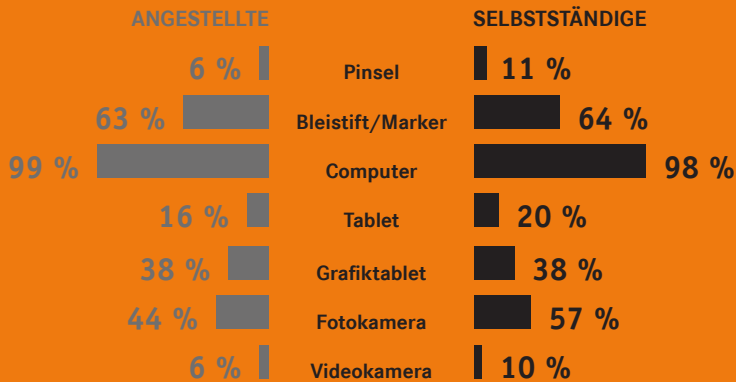 ANGESTELLTE SELBSTSTÄNDIGE
6 % Pinsel 11 %
63 % Bleistift/Marker 64 %
99 % Computer 98 %
16 % Tablet 20 %
38 % Grafiktablet 38 %
44 % Fotokamera 57 %
6 % Videokamera 10 %